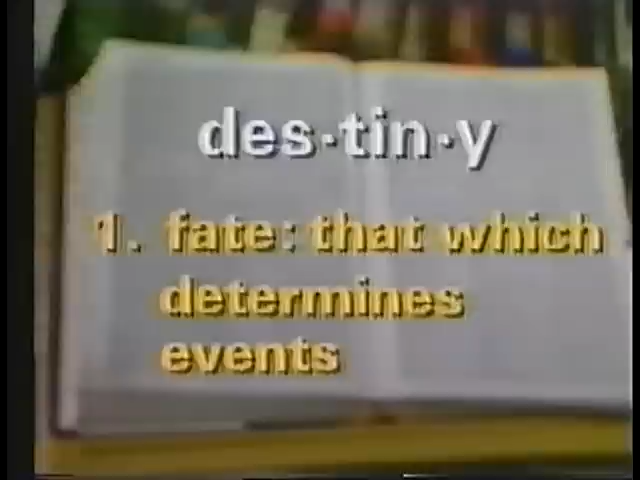 des·tin·y
1. fate: that which
determines
events